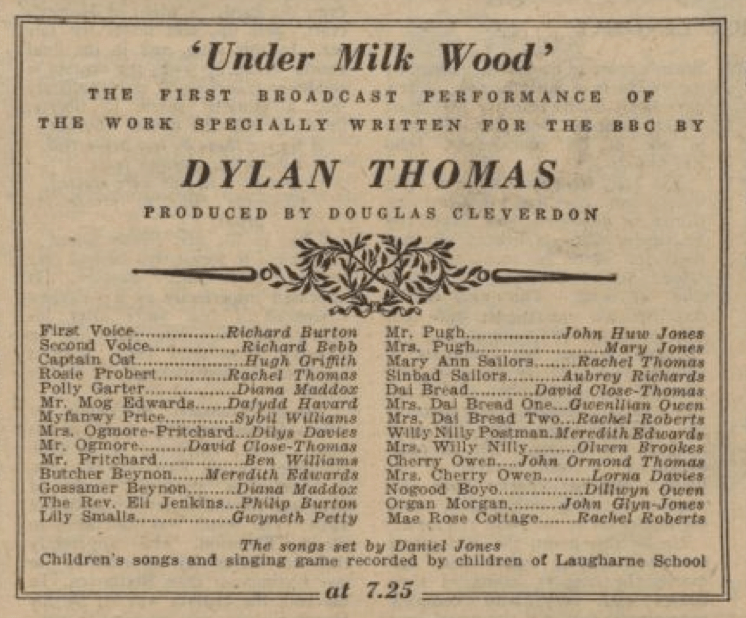 ‘Under Milk Wood’
THE FIRST BROADCAST PERFORMANCE OF
THE WORK SPECIALLY WRITTEN FOR THE BBC BY
DYLAN THOMAS
PRODUCED BY DOUGLAS CLEVERDON
First Voice................Richard Burton
Second Voice..............Richard Bebb
Captain Cat................Hugh Griffith
Rosie Probert.............Rachel Thomas
Polly Garter................Diana Maddox
Mr. Mog Edwards......Dafydd Havard
Myfanwy Price...........Sybil Williams
Mrs. Ogmore-Pritchard...Dilys Davies
Mr. Ogmore......David Close-Thomas
Mr. Pritchard..............Ben Williams
Butcher Beynon.....Meredith Edwards
Gossamer Beynon......Diana Maddox
The Rev. Eli Jenkins...Philip Burton
Lily Smalls................Gwyneth Petty
Mr. Pugh..................John Huw Jones
Mrs. Pugh......................Mary Jones
Mary Ann Sailors.......Rachel Thomas
Sinbad Sailors.........Aubrey Richards
Dai Bread..........David Close-Thomas
Mrs. Dai Bread One...Gwenllian Owen
Mrs. Dai Bread Two...Rachel Roberts
Willy Nilly Postman.Meredith Edwards
Mrs. Willy Nilly.........Olwen Brookes
Cherry Owen....John Ormond Thomas
Mrs. Cherry Owen.........Lorna Davies
Nogood Boyo...............Dillwyn Owen
Organ Morgan..........John Glyn-Jones
Mae Rose Cottage.......Rachel Roberts
The songs set by Daniel Jones
Children's songs and singing game recorded by children of Laugharne School
at 7.25